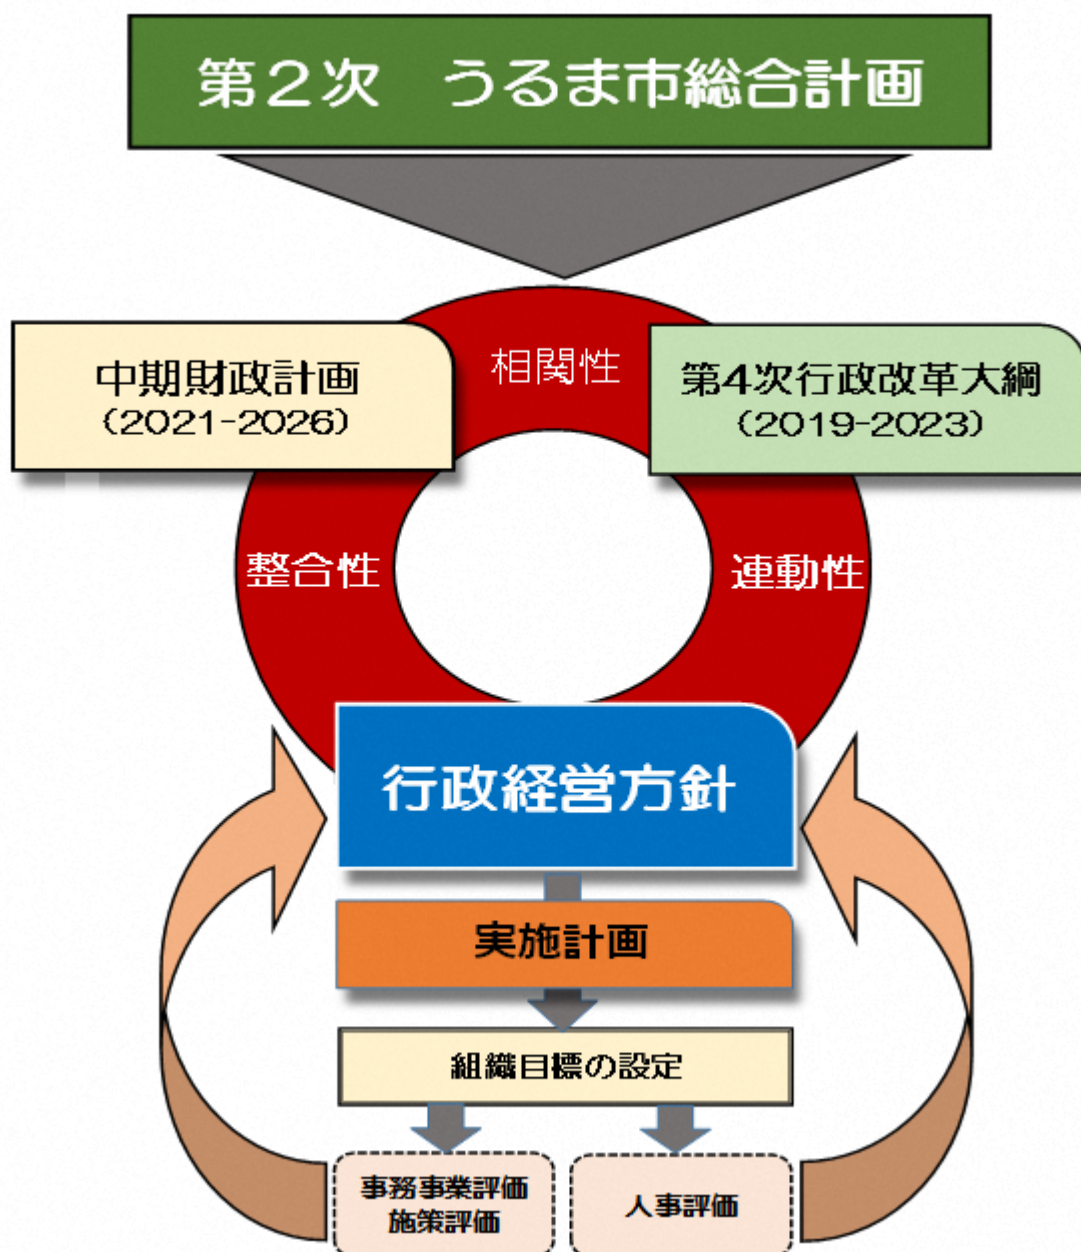 第２次　うるま市総合計画
中期財政計画
（2021-2026）
相関性
第4次行政改革大綱
（2019-2023）
整合性
連動性
行政経営方針
実施計画
組織目標の設定
事務事業評価
施策評価
人事評価